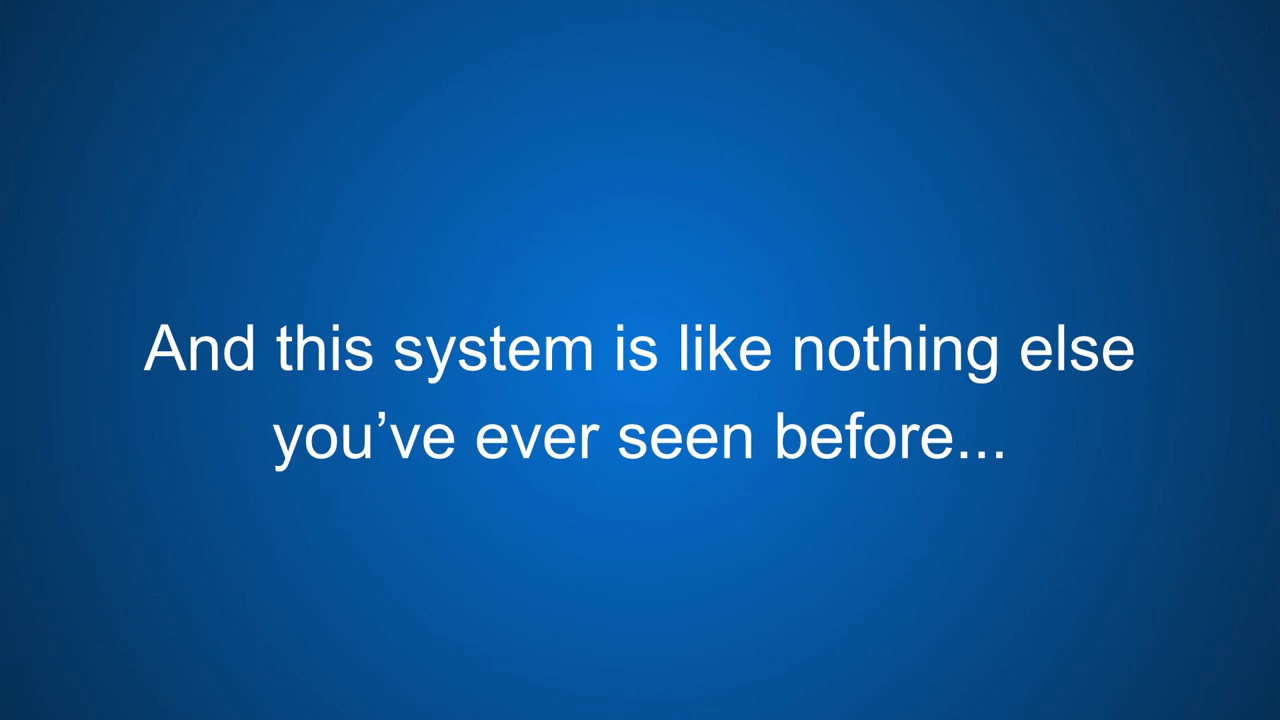 And this system is like nothing else
you’ve ever seen before...